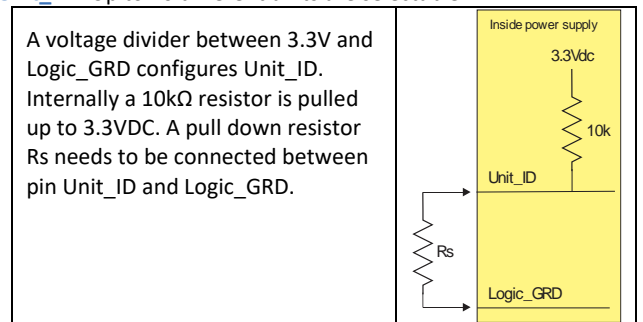 A voltage divider between 3.3V and
Logic_GRD configures Unit_ID.
Internally a 10kΩ resistor is pulled
up to 3.3VDC. A pull down resistor
Rs needs to be connected between
pin Unit_ID and Logic_GRD.
Inside power supply
3.3Vdc
10k
Unit_ID
Rs
Logic_GRD